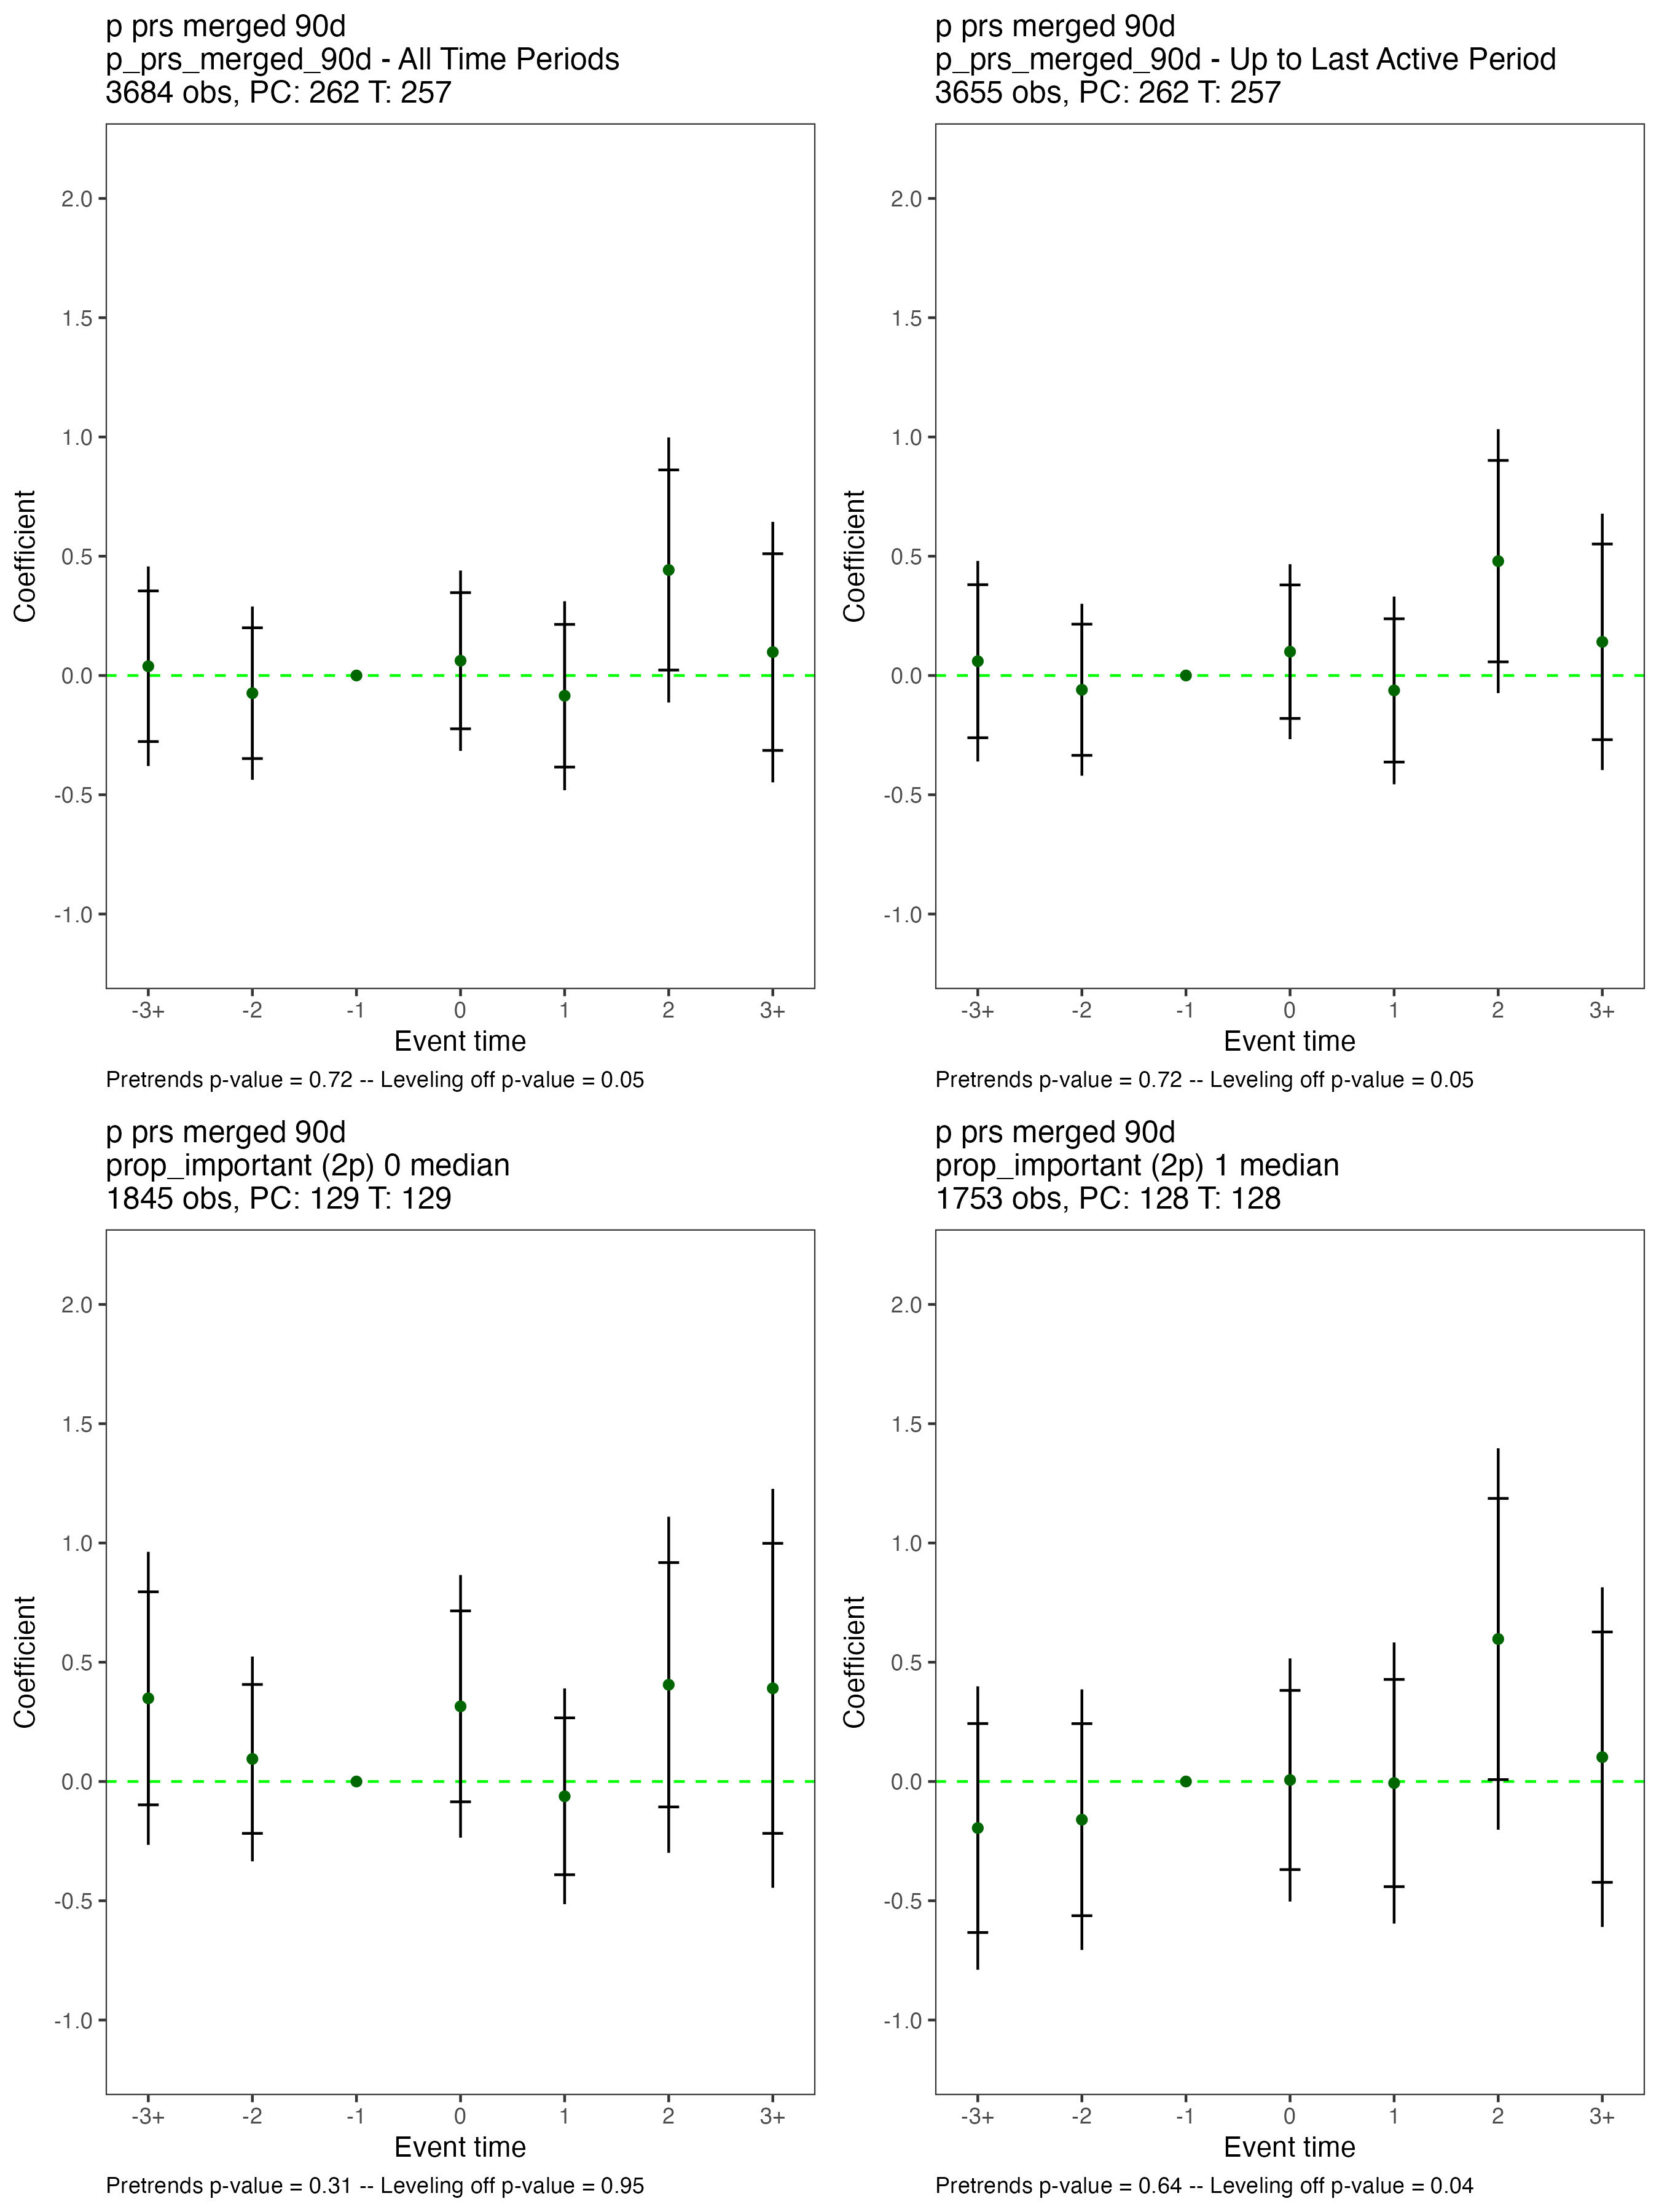 p prs merged 90d
p_prs_merged_90d - All Time Periods
3684 obs, PC: 262 T: 257
Coefficient
2.0
1.5
1.0
0.5
0.0
-0.5
-1.0
-3+ -2 -1 0 1 2 3+
Event time
Pretrends p-value = 0.72 -- Leveling off p-value = 0.05
p prs merged 90d
p_prs_merged_90d - Up to Last Active Period
3655 obs, PC: 262 T: 257
Coefficient
2.0
1.5
1.0
0.5
0.0
-0.5
-1.0
-3+ -2 -1 0 1 2 3+
Event time
Pretrends p-value = 0.72 -- Leveling off p-value = 0.05
p prs merged 90d
prop_important (2p) 0 median
1845 obs, PC: 129 T: 129
Coefficient
2.0
1.5
1.0
0.5
0.0
-0.5
-1.0
-3+ -2 -1 0 1 2 3+
Event time
Pretrends p-value = 0.31 -- Leveling off p-value = 0.95
p prs merged 90d
prop_important (2p) 1 median
1753 obs, PC: 128 T: 128
Coefficient
2.0
1.5
1.0
0.5
0.0
-0.5
-1.0
-3+ -2 -1 0 1 2 3+
Event time
Pretrends p-value = 0.64 -- Leveling off p-value = 0.04